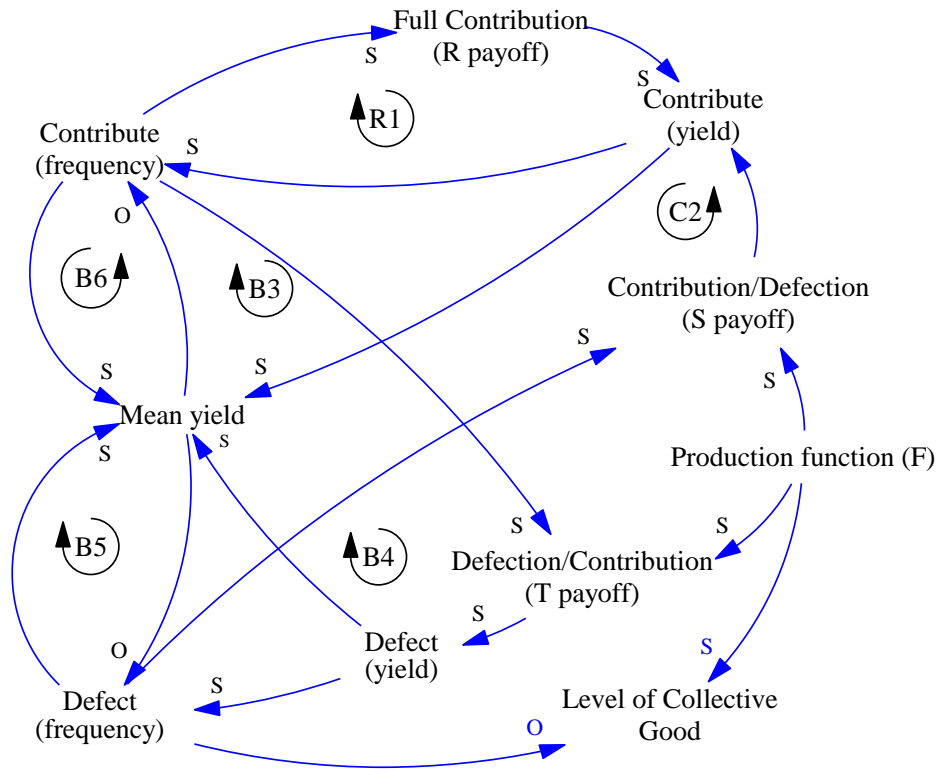 Full Contribution
(R payoff)
S
S
Contribute
(yield)
R1
Contribute
(frequency)
S
C2
O
B6
B3
Contribution/Defection
(S payoff)
S
S
S
S
Mean yield
S
S
Production function (F)
S
S
B5
B4
Defection/Contribution
(T payoff)
S
O
Defect
(yield)
S
S
Defect
(frequency)
Level of Collective
Good
O